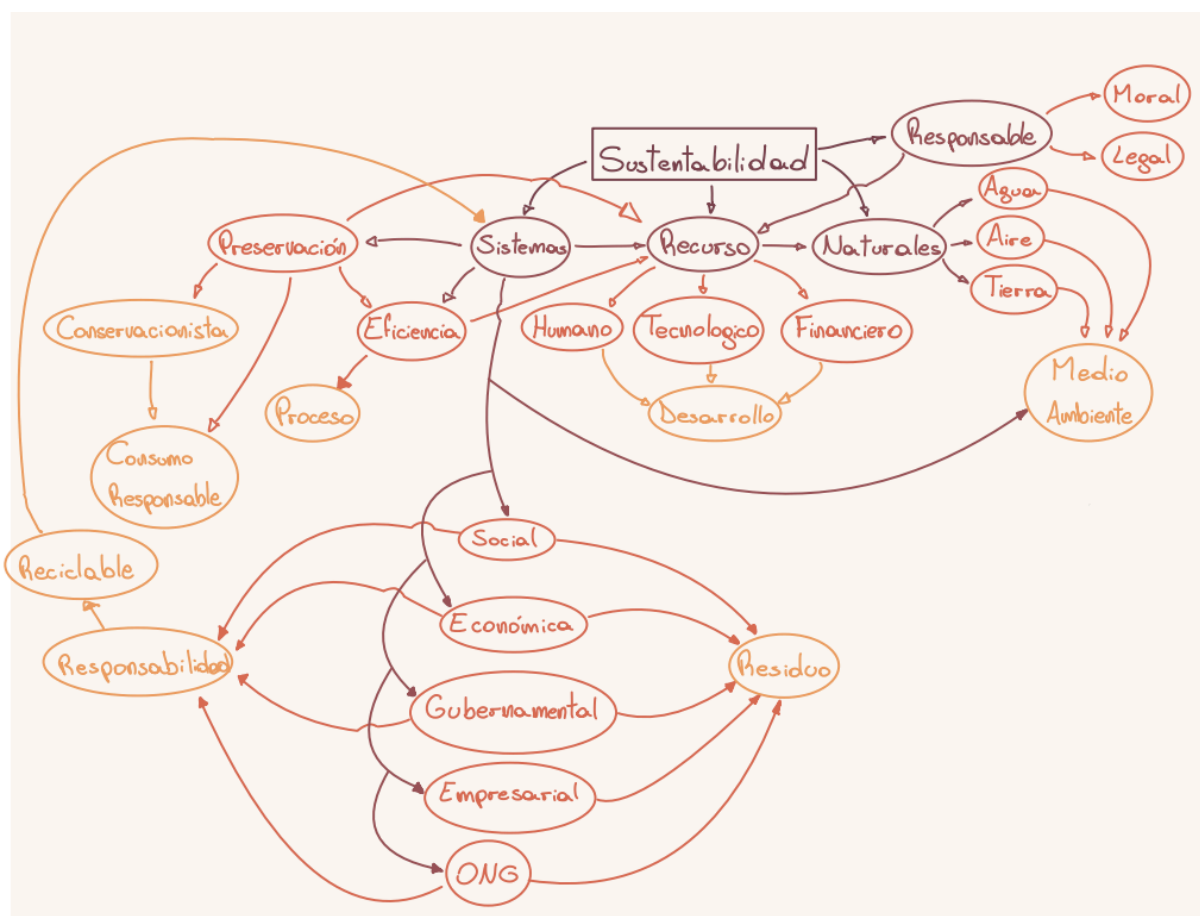 Moral
Responsable
Sustentabilidad
Legal
Agua
Preservación
Sistemas
Recurso
Naturales
Aire
Tierra
Conservacionista
Eficiencia
Humano
Tecnologico
Financiero
Medio
Ambiente
Proceso
Desarrollo
Consumo
Responsable
Social
Reciclable
Económica
Responsabilidad
Residuo
Gubernamental
Empresarial
ONG